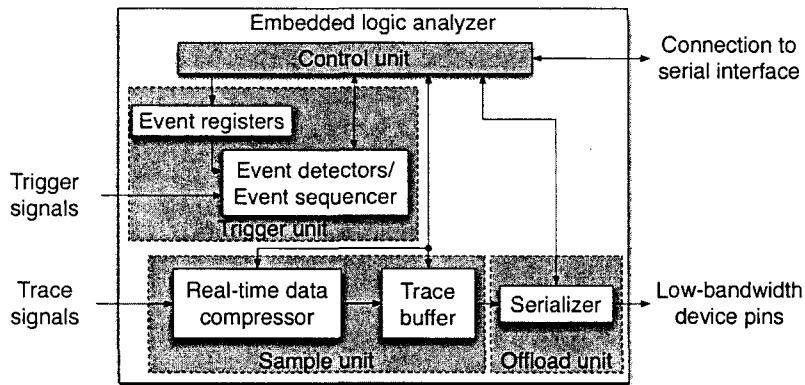 Embedded logic analyzer
Control unit
Connection to
serial interface
Event registers
Event detectors/
Event sequencer
Trigger
signals
Trigger unit
Trace
signals
Real-time data
compressor
Trace
buffer
Serializer
Low-bandwidth
device pins
Sample unit
Offload unit